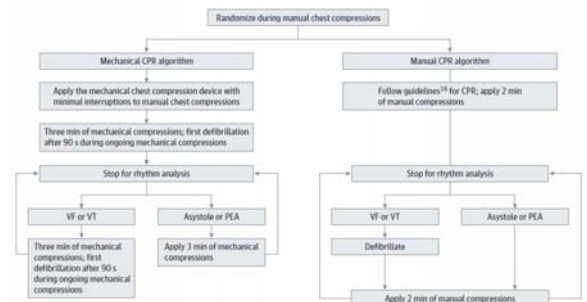 Randomize during manual chest compressions
Mechanical CPR algorithm
Apply the mechanical chest compression device with
minimal interruptions to manual chest compressions
Three min of mechanical compressions; first defibrillation
after 90 s during ongoing mechanical compressions
Stop for rhythm analysis
VF or VT
Asystole or PEA
Three min of mechanical
compressions; first
defibrillation after 90 s
during ongoing mechanical
compressions
Apply 3 min of mechanical
compressions
Manual CPR algorithm
Follow guidelines16 for CPR; apply 2 min
of manual compressions
Stop for rhythm analysis
VF or VT
Asystole or PEA
Defibrillate
Apply 2 min of manual compressions